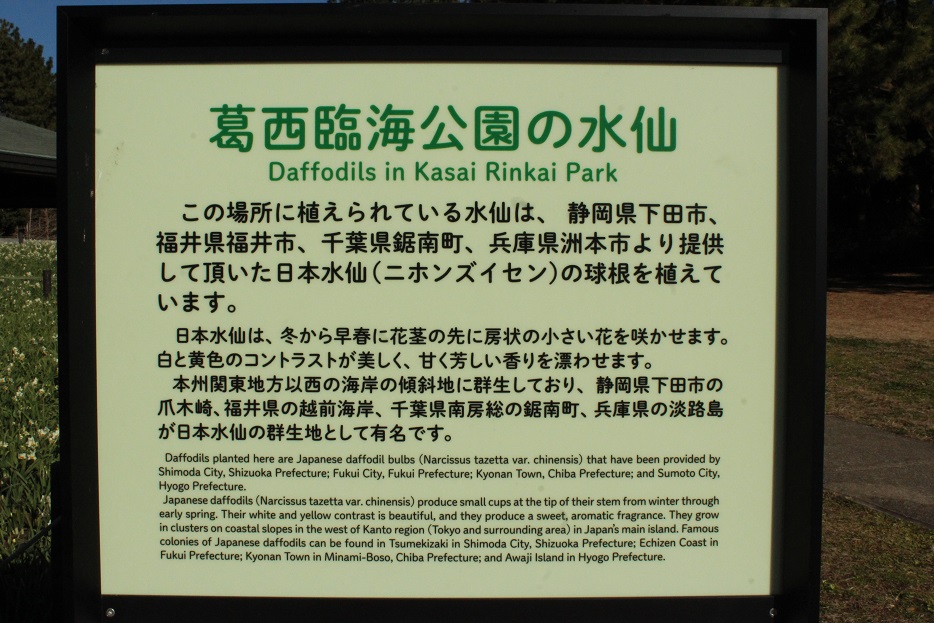 葛西臨海公園の水仙
Daffodils in Kasai Rinkai Park
この場所に植えられている水仙は、 静岡県下田市、
福井県福井市、千葉県鋸南町、兵庫県洲本市より提供
して頂いた日本水仙（ニホンズイセン）の球根を植えて
います。
日本水仙は、冬から早春に花茎の先に房状の小さい花を咲かせます。
白と黄色のコントラストが美しく、甘く芳しい香りを漂わせます。
本州関東地方以西の海岸の傾斜地に群生しており、静岡県下田市の
爪木崎、福井県の越前海岸、千葉県南房総の鋸南町、兵庫県の淡路島
が日本水仙の群生地として有名です。
Daffodils planted here are Japanese daffodil bulbs (Narcissus tazetta var. chinensis) that have been provided by
Shimoda City, Shizuoka Prefecture; Fukui City, Fukui Prefecture; Kyonan Town, Chiba Prefecture; and Sumoto City,
Hyogo Prefecture.
Japanese daffodils (Narcissus tazetta var. chinensis) produce small cups at the tip of their stem from winter through
early spring. Their white and yellow contrast is beautiful, and they produce a sweet, aromatic fragrance. They grow
in clusters on coastal slopes in the west of Kanto region (Tokyo and surrounding area) in Japan's main island. Famous
colonies of Japanese daffodils can be found in Tsumekizaki in Shimoda City, Shizuoka Prefecture; Echizen Coast in
Fukui Prefecture; Kyonan Town in Minami-Boso, Chiba Prefecture; and Awaji Island in Hyogo Prefecture.